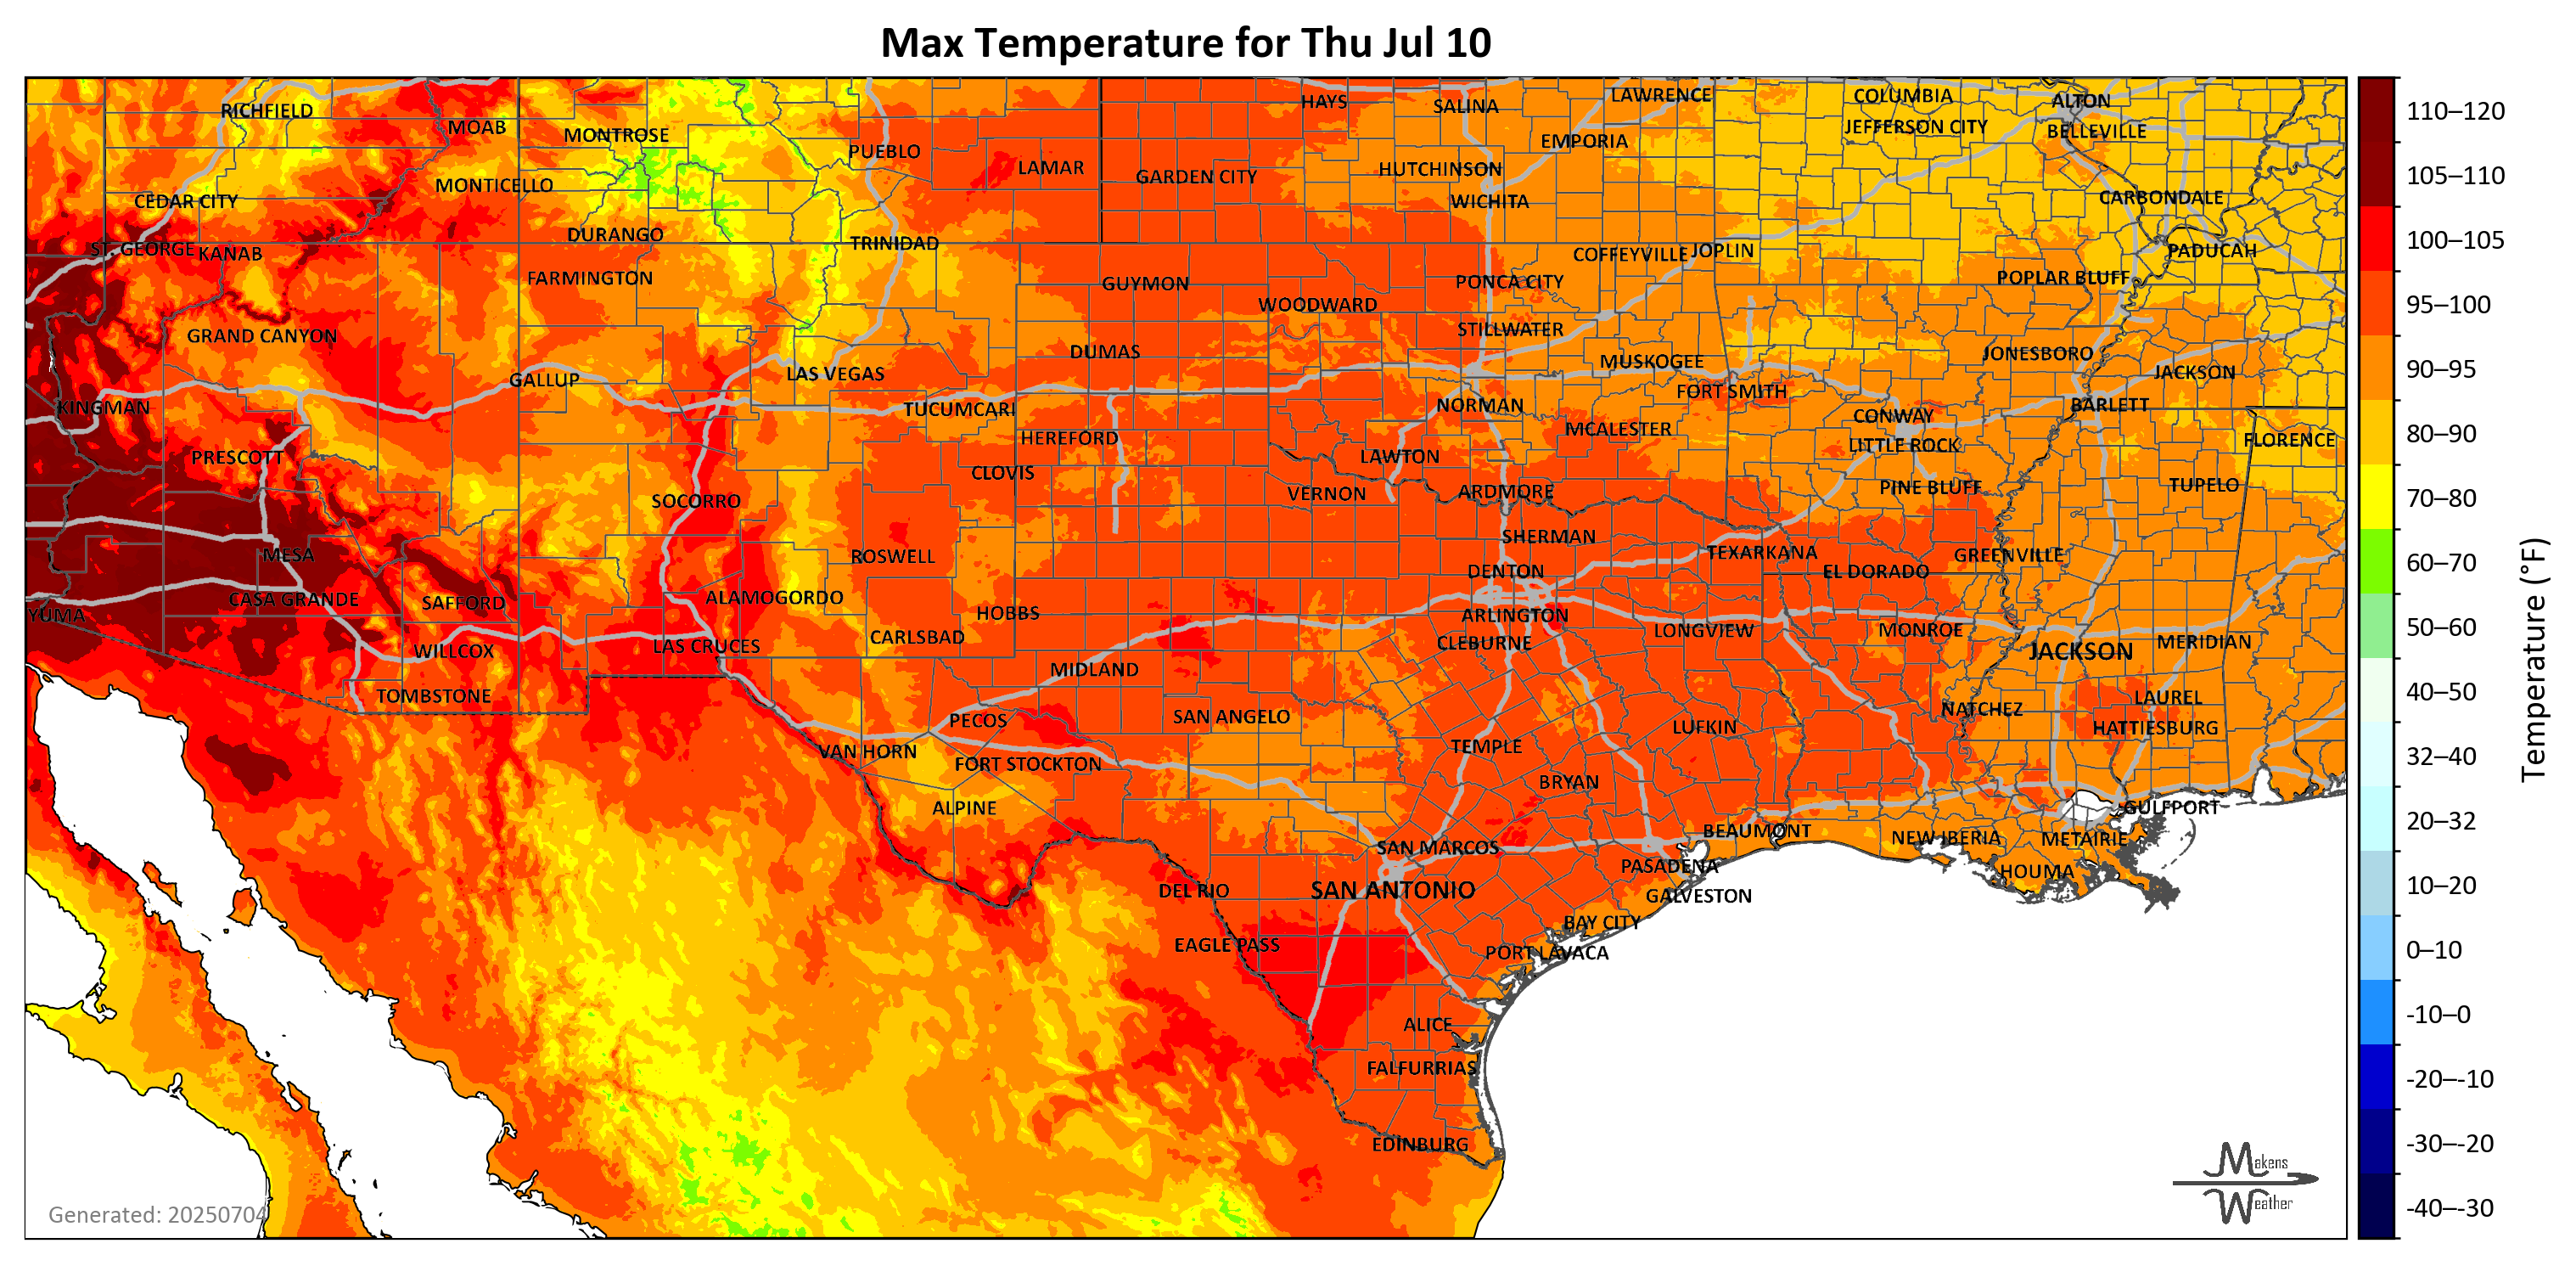 Max Temperature for Thu Jul 10
RICHFIELD
MOAB
MONTROSE
PUEBLO
LAMAR
HAYS
SALINA
LAWRENCE
COLUMBIA
ALTON
JEFFERSON CITY
BELLEVILLE
EMPORIA
HUTCHINSON
GARDEN CITY
WICHITA
MONTICELLO
CEDAR CITY
CARBONDALE
DURANGO
TRINIDAD
ST. GEORGE
KANAB
COFFEYVILLE
JOPLIN
PADUCAH
FARMINGTON
GUYMON
PONCA CITY
POPLAR BLUFF
WOODWARD
STILLWATER
GRAND CANYON
DUMAS
MUSKOGEE
JONESBORO
JACKSON
GALLUP
LAS VEGAS
FORT SMITH
KINGMAN
TUCUMCARI
NORMAN
BARLETT
CONWAY
HEREFORD
MCALESTER
LITTLE ROCK
FLORENCE
PRESCOTT
CLOVIS
LAWTON
SOCORRO
VERNON
ARDMORE
PINE BLUFF
TUPELO
SHERMAN
MESA
ROSWELL
TEXARKANA
GREENVILLE
DENTON
EL DORADO
CASA GRANDE
SAFFORD
ALAMOGORDO
YUMA
HOBBS
ARLINGTON
LONGVIEW
MONROE
WILLCOX
LAS CRUCES
CARLSBAD
CLEBURNE
JACKSON
MERIDIAN
MIDLAND
TOMBSTONE
LAUREL
PECOS
SAN ANGELO
NATCHEZ
LUFKIN
HATTIESBURG
VAN HORN
TEMPLE
FORT STOCKTON
BRYAN
ALPINE
GULFPORT
BEAUMONT
NEW IBERIA
METAIRIE
SAN MARCOS
PASADENA
HOUMA
DEL RIO
SAN ANTONIO
GALVESTON
BAY CITY
EAGLE PASS
PORT LAVACA
ALICE
FALFURRIAS
EDINBURG
Generated: 20250704
Makens
Weather
110–120
105–110
100–105
95–100
90–95
80–90
70–80
60–70
50–60
40–50
32–40
20–32
10–20
0–10
-10–0
-20–-10
-30–-20
-40–-30
Temperature (°F)